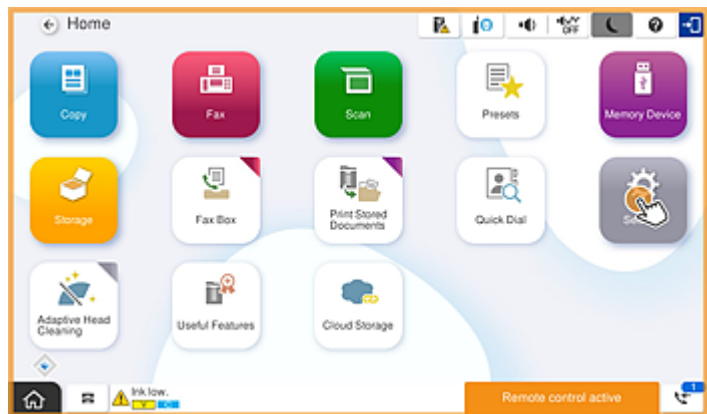 Home
OFF
Copy
Fax
Scan
Presets
Memory Device
Storage
Fax Box
Print Stored
Documents
Quick Dial
Adaptive Head
Cleaning
Useful Features
Cloud Storage
Ink low.
Y
Remote control active
1